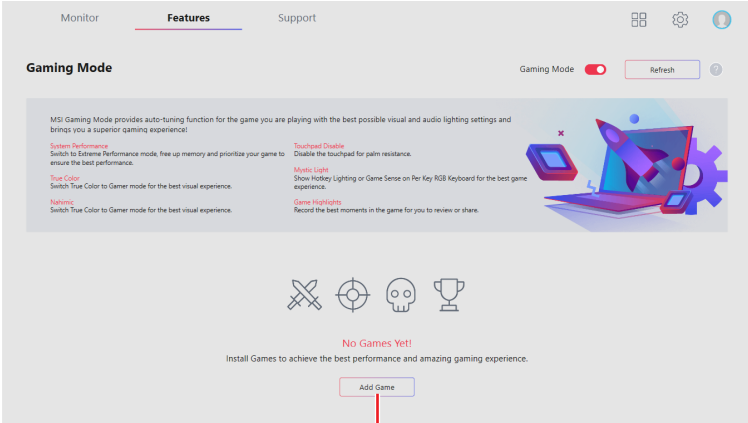 Monitor
Features
Support
Gaming Mode
Gaming Mode
Refresh
?
MSI Gaming Mode provides auto-tuning function for the game you are playing with the best possible visual and audio lighting settings and
brings you a superior gaming experience!
System Performance
Switch to Extreme Performance mode, free up memory and prioritize your game to
ensure the best performance.
True Color
Switch True Color to Gamer mode for the best visual experience.
Nahimic
Switch True Color to Gamer mode for the best visual experience.
Touchpad Disable
Disable the touchpad for palm resistance.
Mystic Light
Show Hotkey Lighting or Game Sense on Per Key RGB Keyboard for the best game
experience.
Game Highlights
Record the best moments in the game for you to review or share.
No Games Yet!
Install Games to achieve the best performance and amazing gaming experience.
Add Game